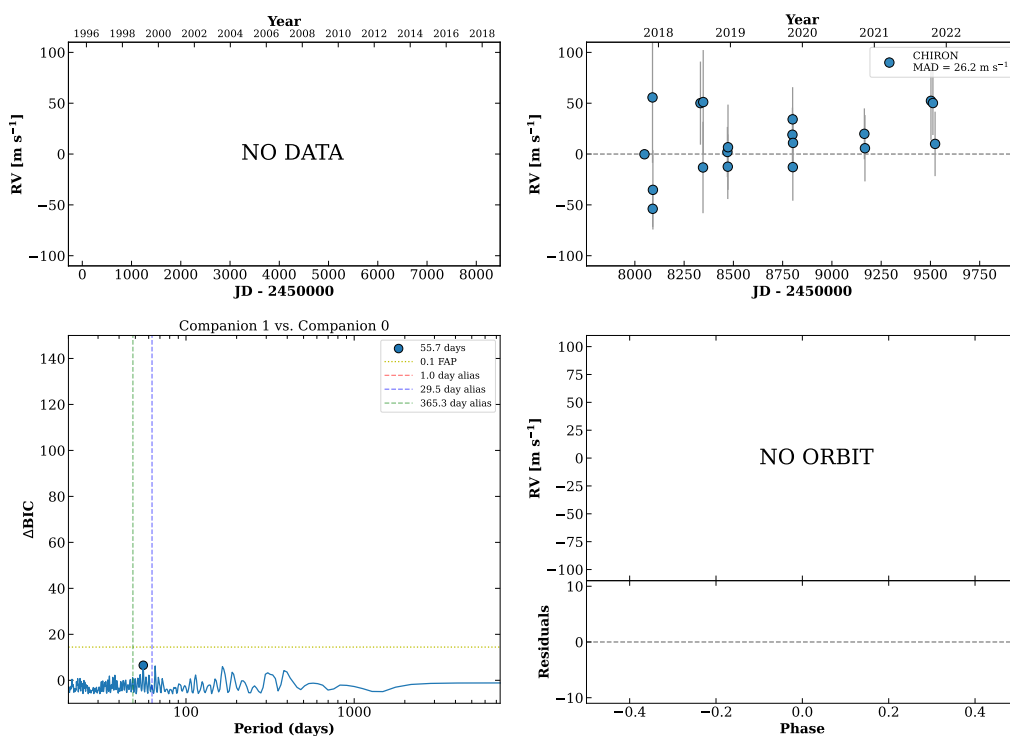 Year
1996 1998 2000 2002 2004 2006 2008 2010 2012 2014 2016 2018
100
50
0
−50
−100
RV [m s⁻¹]
NO DATA
0 1000 2000 3000 4000 5000 6000 7000 8000
JD - 2450000
Year
2018 2019 2020 2021 2022
CHIRON
MAD = 26.2 m s⁻¹
100
50
0
−50
−100
RV [m s⁻¹]
8000 8250 8500 8750 9000 9250 9500 9750
JD - 2450000
Companion 1 vs. Companion 0
55.7 days
0.1 FAP
1.0 day alias
29.5 day alias
365.3 day alias
140
120
100
80
60
40
20
0
ΔBIC
100 1000
Period (days)
100
75
50
25
0
−25
−50
−75
−100
RV [m s⁻¹]
NO ORBIT
10
0
−10
Residuals
−0.4 −0.2 0.0 0.2 0.4
Phase